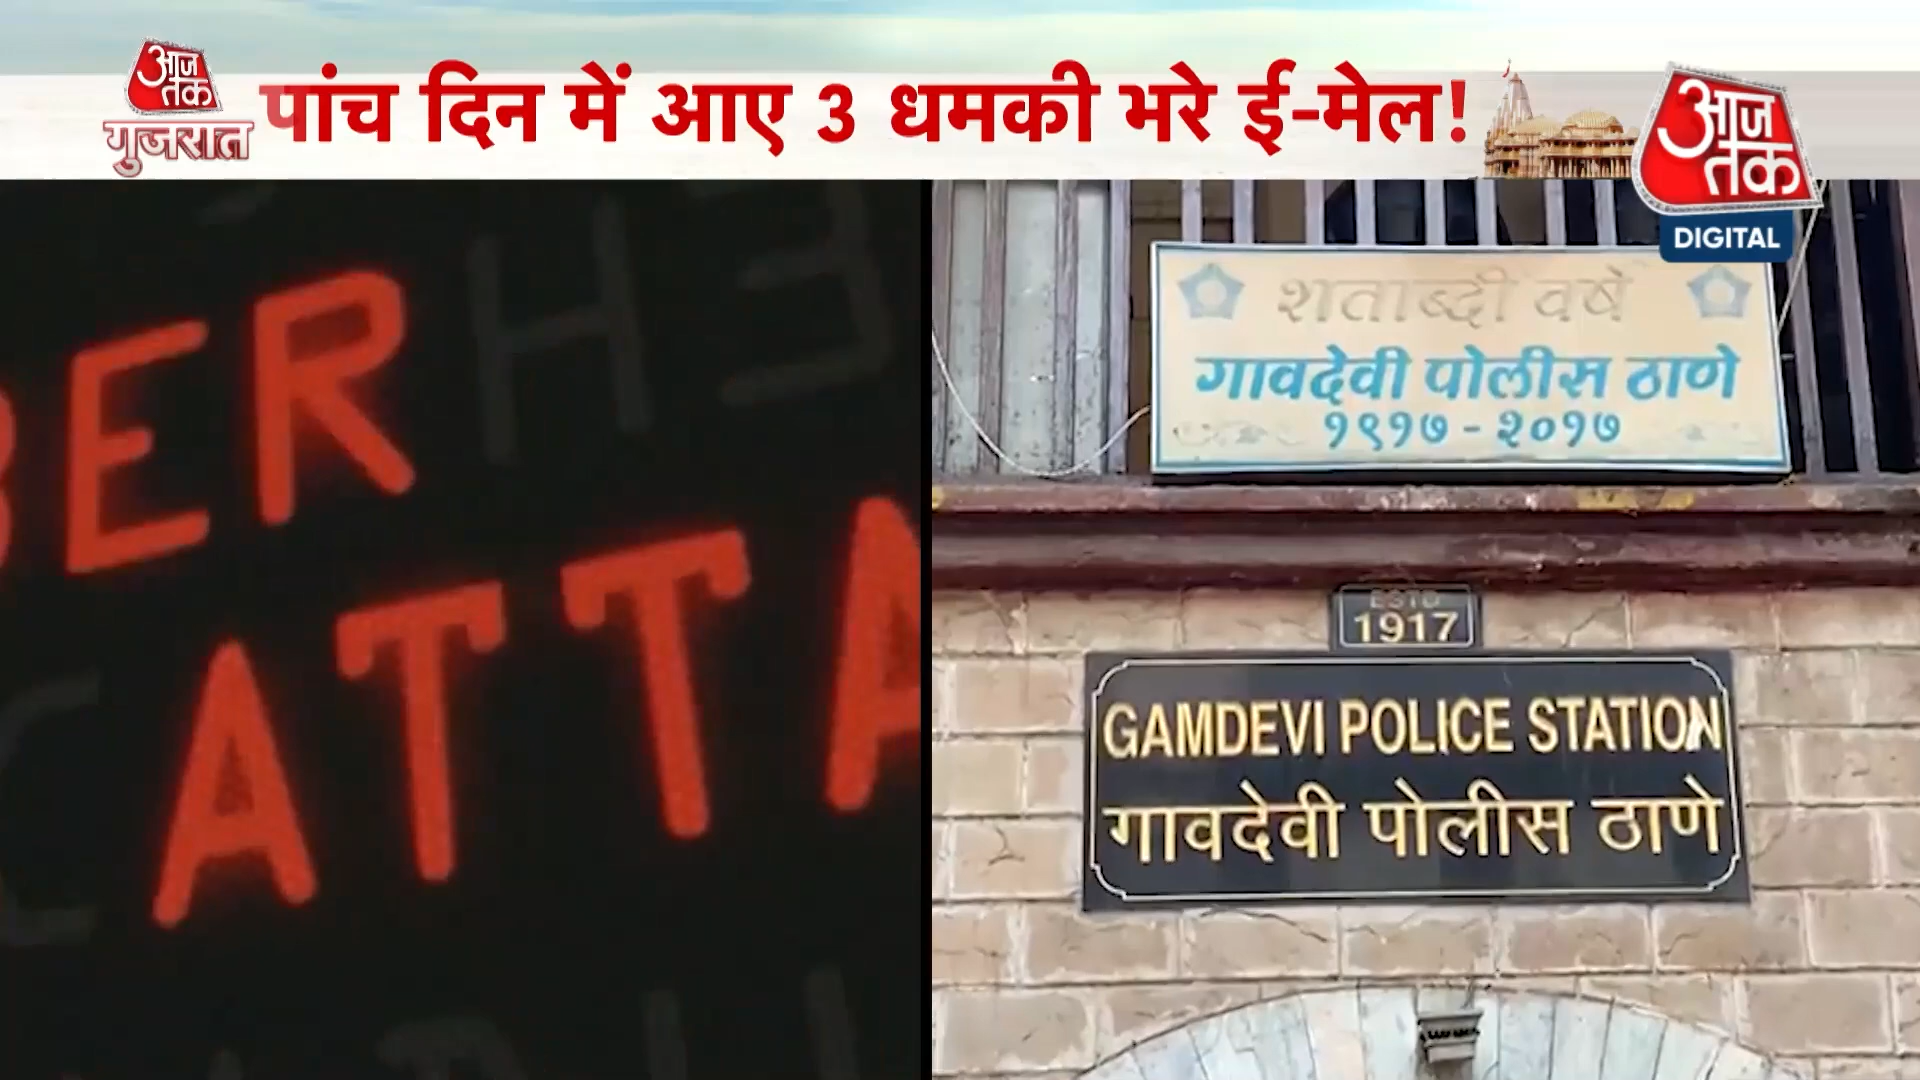 आज
तक
गुजरात
पांच दिन में आए 3 धमकी भरे ई-मेल!
आज
तक
DIGITAL
BER
ATTA
शताब्दी वर्ष
गावदेवी पोलीस ठाणे
१९१७ - २०१७
ESTD
1917
GAMDEVI POLICE STATION
गावदेवी पोलीस ठाणे